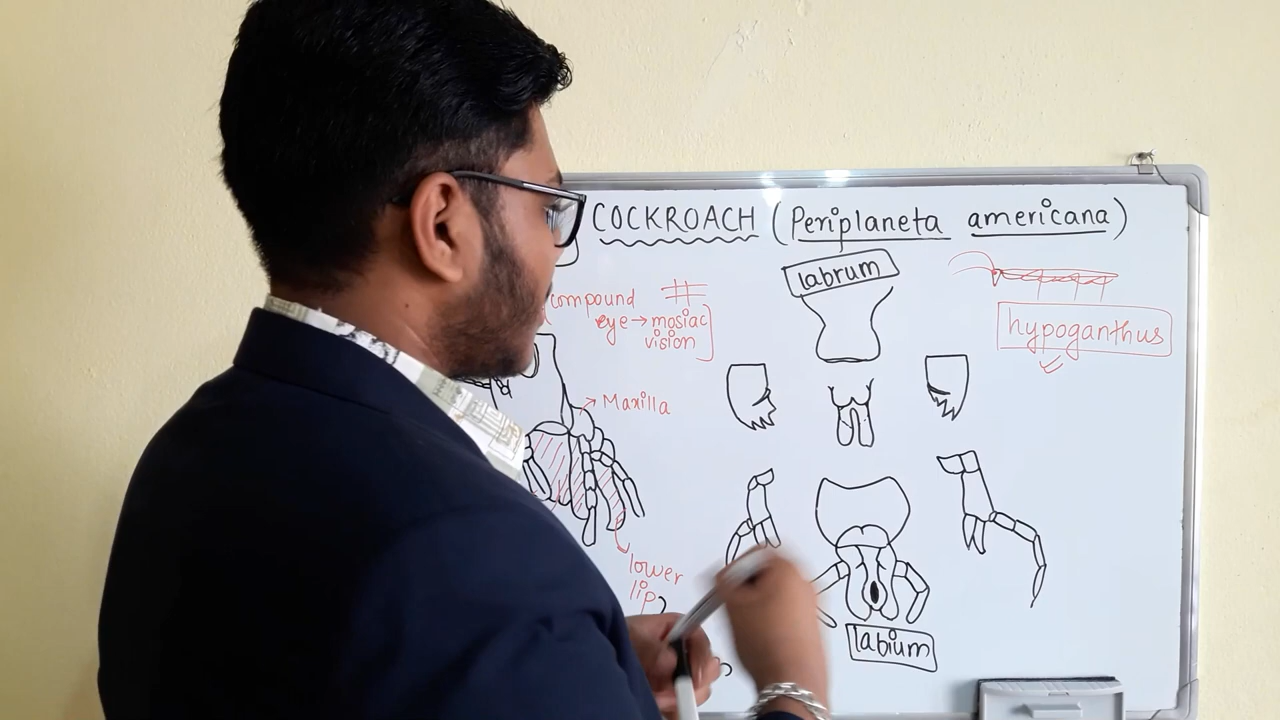 COCKROACH (Periplaneta americana)
labrum
compound
eye → mosiac
vision
hypoganthus
Maxilla
lower
lip
labium